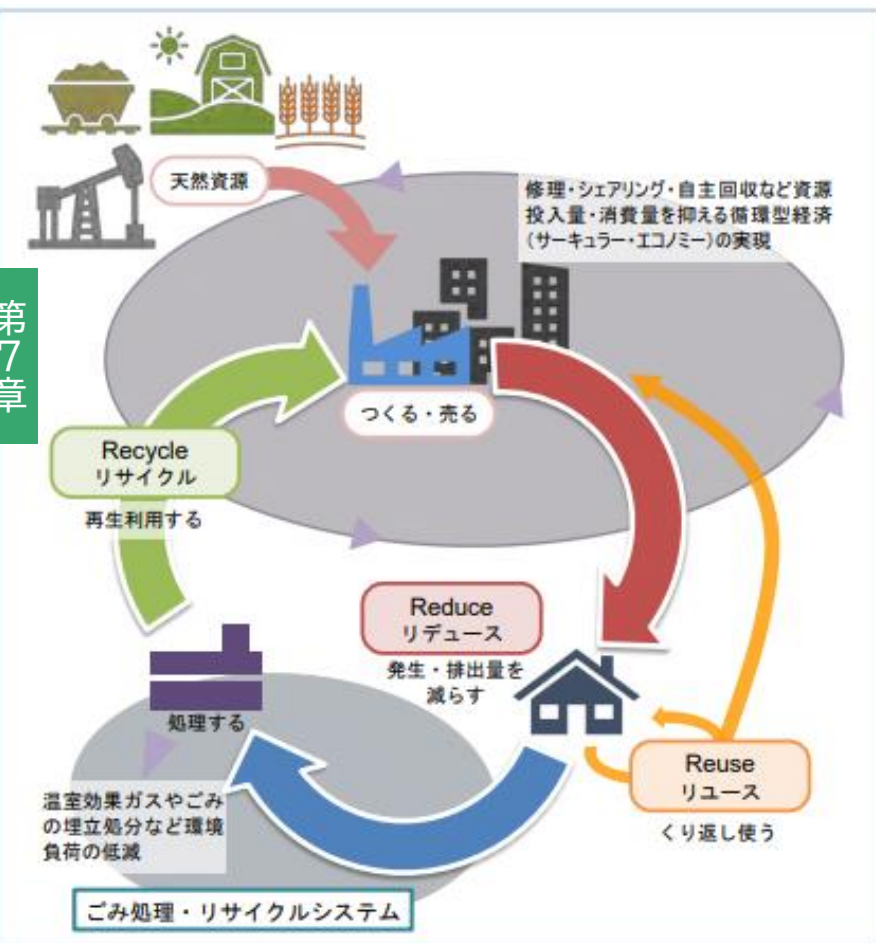 天然資源
修理・シェアリング・自主回収など資源
投入量・消費量を抑える循環型経済
（サーキュラー・エコノミー）の実現
第7章
つくる・売る
Recycle
リサイクル
再生利用する
Reduce
リデュース
発生・排出量を
減らす
処理する
Reuse
リユース
くり返し使う
温室効果ガスやごみ
の埋立処分など環境
負荷の低減
ごみ処理・リサイクルシステム